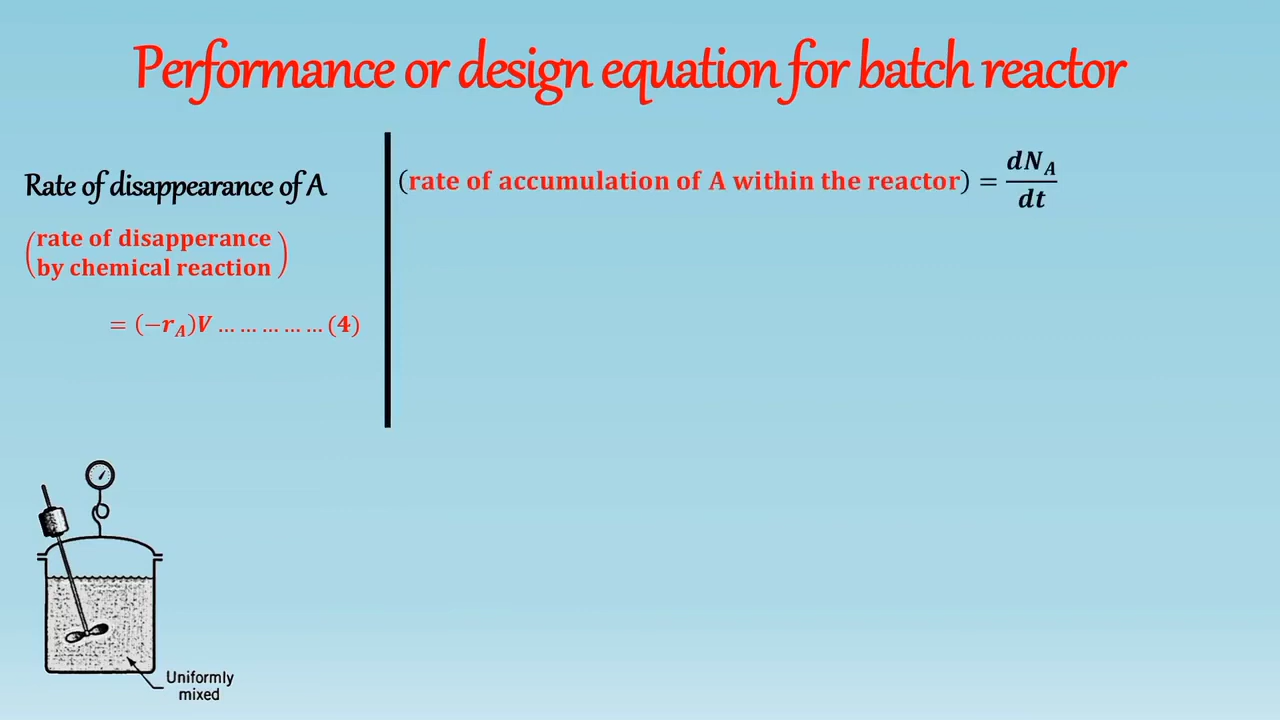 Performance or design equation for batch reactor
Rate of disappearance of A
(rate of disapperance
by chemical reaction)
= (−r_A)V … … … … … (4)
(rate of accumulation of A within the reactor) = dN_A/dt
Uniformly
mixed